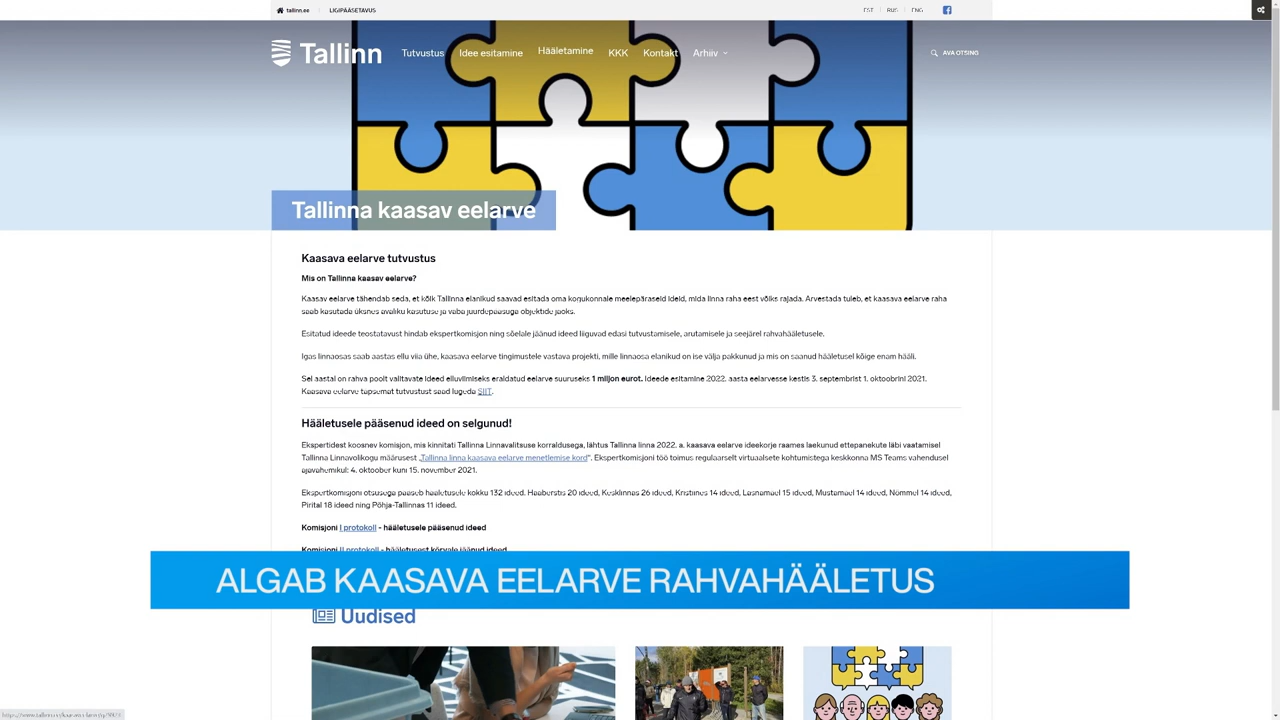 tallinn.ee
LIGIPÄÄSETAVUS
EST
RUS
ENG
Tallinn
Tutvustus
Idee esitamine
Hääletamine
KKK
Kontakt
Arhiiv
AVA OTSING
Tallinna kaasav eelarve
Kaasava eelarve tutvustus
Mis on Tallinna kaasav eelarve?
Kaasav eelarve tähendab seda, et kõik Tallinna elanikud saavad esitada oma kogukonnale meelepäraseid ideid, mida linna raha eest võiks rajada. Arvestada tuleb, et kaasava eelarve raha
saab kasutada üksnes avaliku kasutuse ja vaba juurdepääsuga objektide jaoks.
Esitatud ideede teostatavust hindab ekspertkomisjon ning sõelale jäänud ideed liiguvad edasi tutvustamisele, arutamisele ja seejärel rahvahääletusele.
Igas linnaosas saab aastas ellu viia ühe, kaasava eelarve tingimustele vastava projekti, mille linnaosa elanikud on ise välja pakkunud ja mis on saanud hääletusel kõige enam hääli.
Sel aastal on rahva poolt valitavate ideede elluviimiseks eraldatud eelarve suuruseks 1 miljon eurot. Ideede esitamine 2022. aasta eelarvesse kestis 3. septembrist 1. oktoobrini 2021.
Kaasava eelarve täpsemat tutvustust saad lugeda SIIT.
Hääletusele pääsenud ideed on selgunud!
Ekspertidest koosnev komisjon, mis kinnitati Tallinna Linnavalitsuse korraldusega, lähtus Tallinna linna 2022. a. kaasava eelarve ideekorje raames laekunud ettepanekute läbi vaatamisel
Tallinna Linnavolikogu määrusest „Tallinna linna kaasava eelarve menetlemise kord". Ekspertkomisjoni töö toimus regulaarselt virtuaalsete kohtumistega keskkonna MS Teams vahendusel
ajavahemikul: 4. oktoober kuni 15. november 2021.
Ekspertkomisjoni otsusega pääseb hääletusele kokku 132 ideed. Haaberstis 20 ideed, Kesklinnas 26 ideed, Kristiines 14 ideed, Lasnamäel 15 ideed, Mustamäel 14 ideed, Nõmmel 14 ideed,
Pirital 18 ideed ning Põhja-Tallinnas 11 ideed.
Komisjoni I protokoll - hääletusele pääsenud ideed
Komisjoni II protokoll - hääletusest kõrvale jäänud ideed
ALGAB KAASAVA EELARVE RAHVAHÄÄLETUS
Uudised